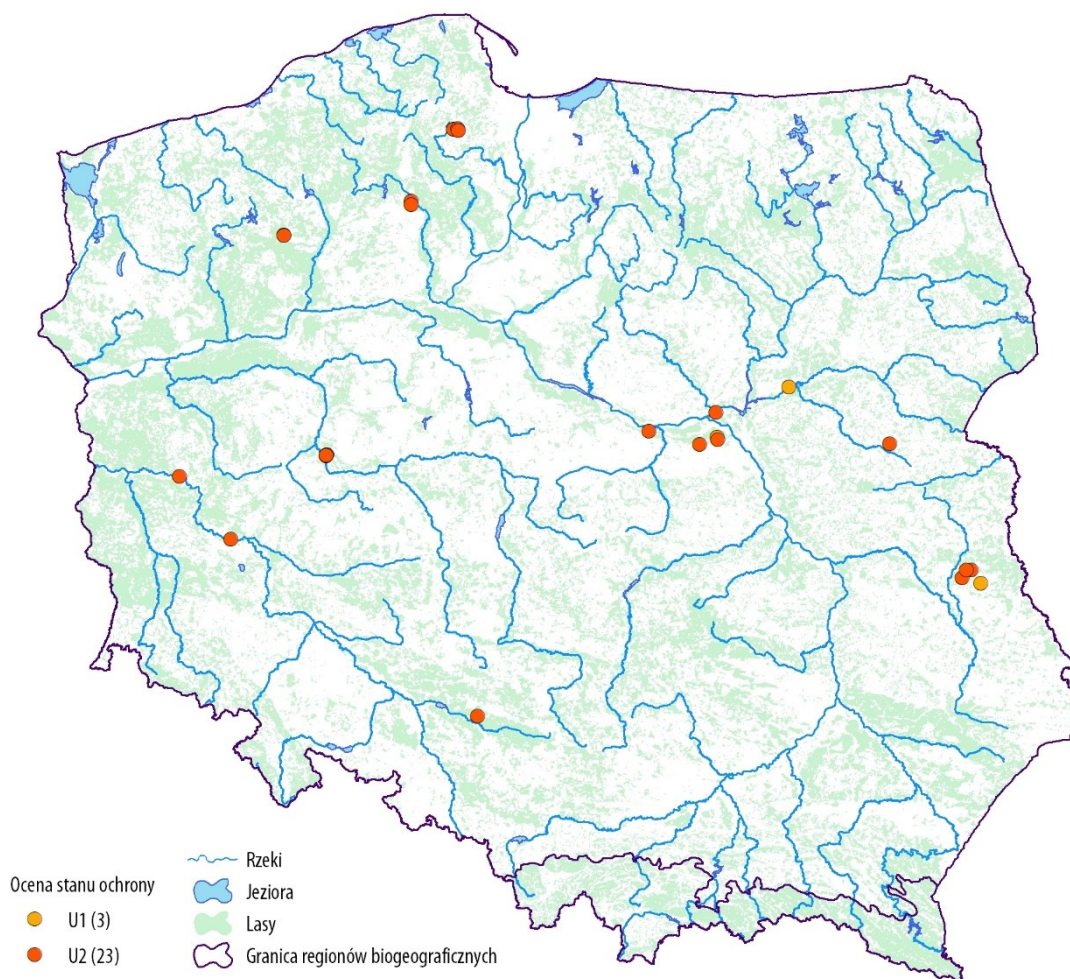 Ocena stanu ochrony
U1 (3)
U2 (23)
Rzeki
Jeziora
Lasy
Granica regionów biogeograficznych